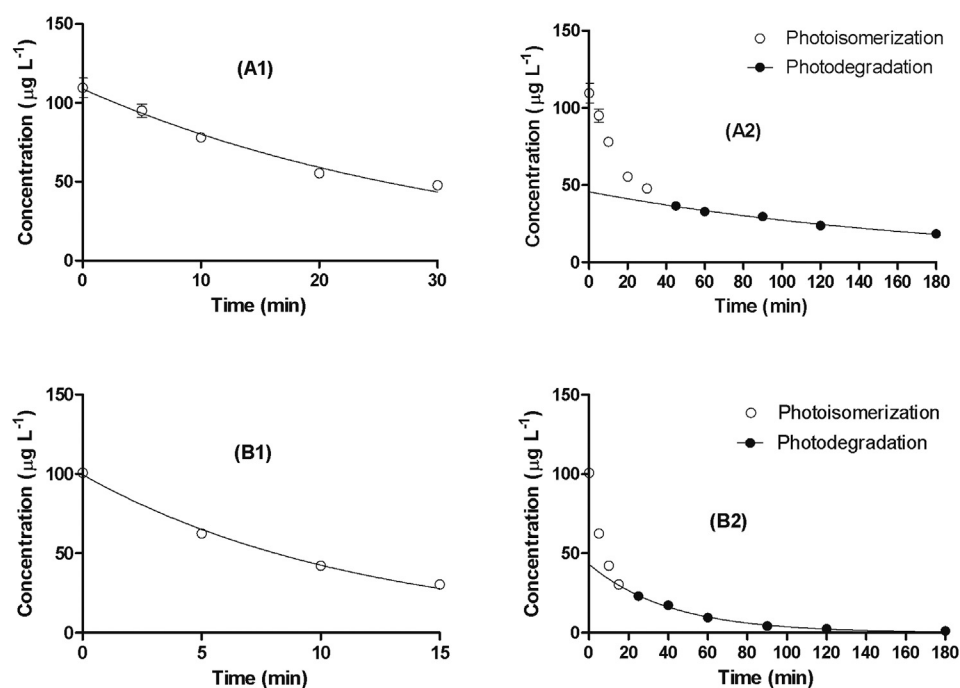 150
100
50
0
Concentration (µg L⁻¹)
(A1)
0 10 20 30
Time (min)
150
100
50
0
Concentration (µg L⁻¹)
Photoisomerization
Photodegradation
(A2)
0 20 40 60 80 100 120 140 160 180
Time (min)
150
100
50
0
Concentration (µg L⁻¹)
(B1)
0 5 10 15
Time (min)
150
100
50
0
Concentration (µg L⁻¹)
Photoisomerization
Photodegradation
(B2)
0 20 40 60 80 100 120 140 160 180
Time (min)